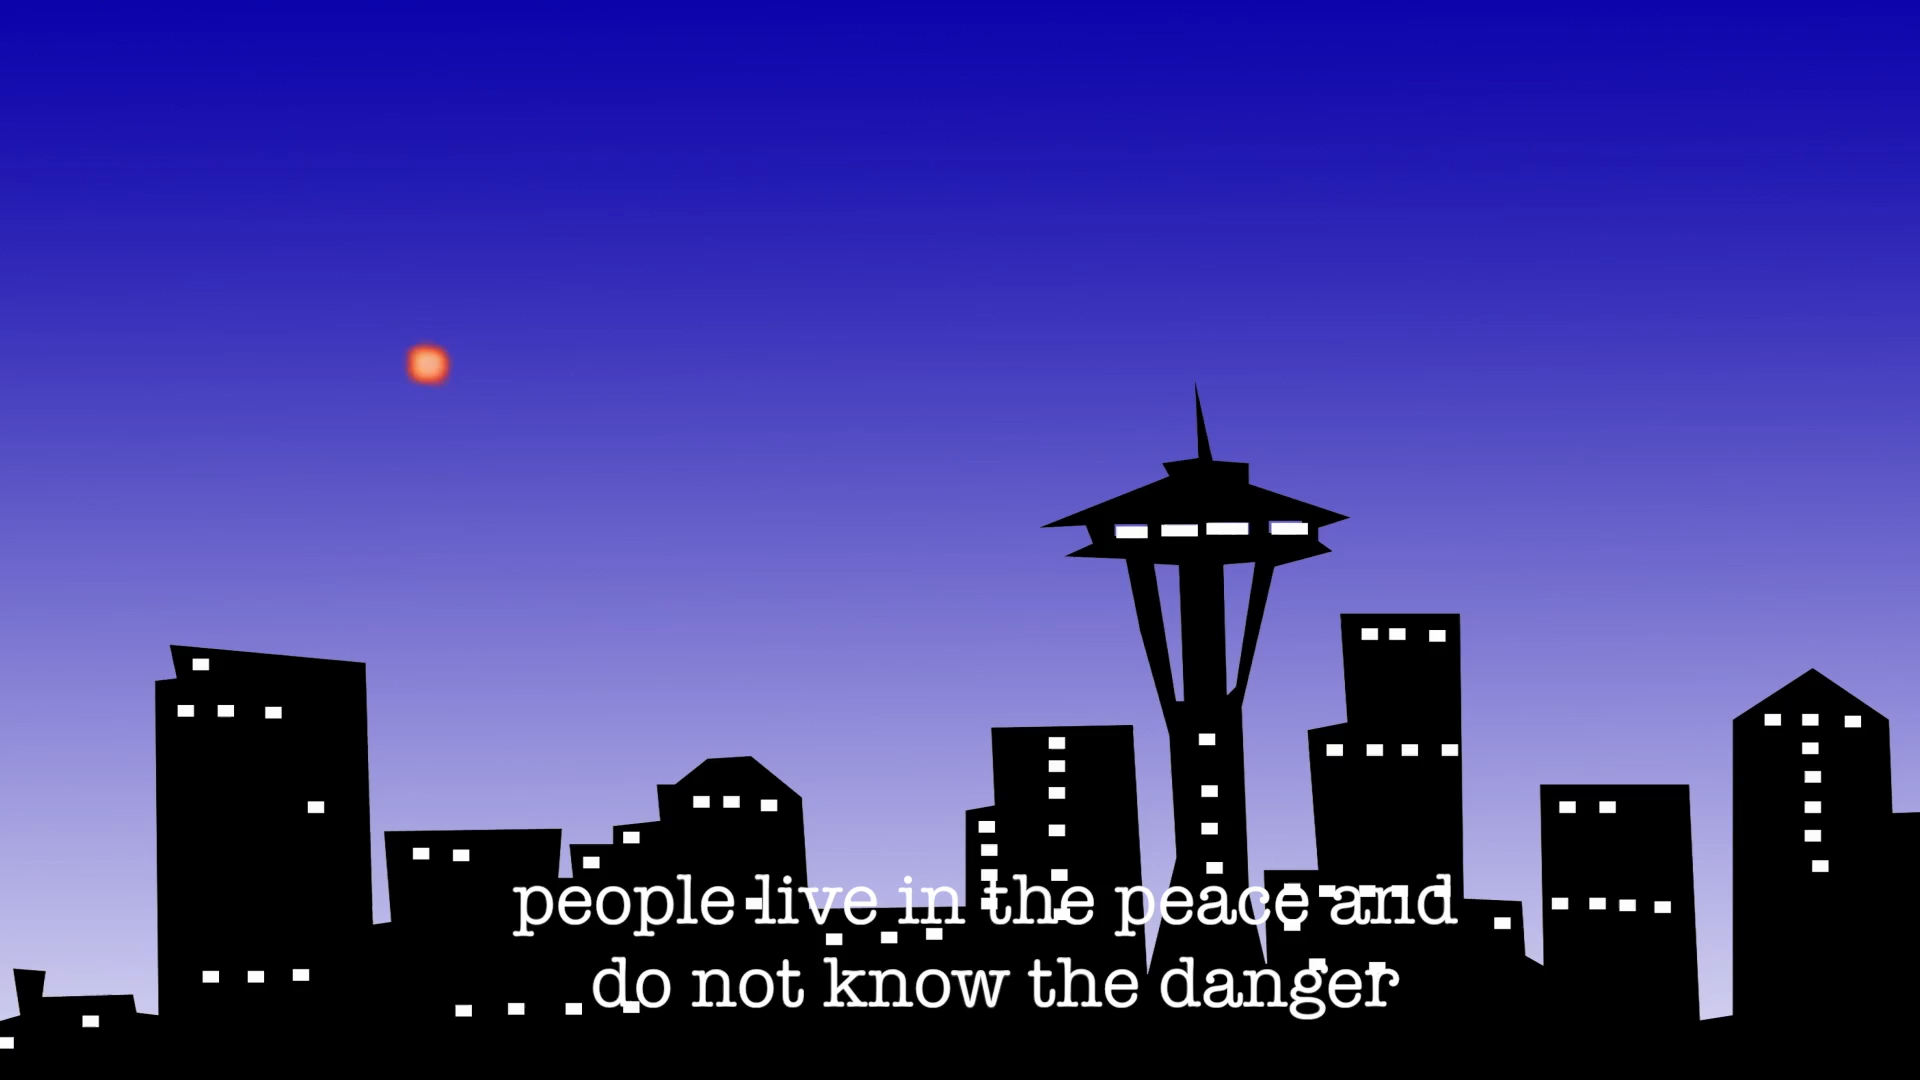 people live in the peace and
do not know the danger